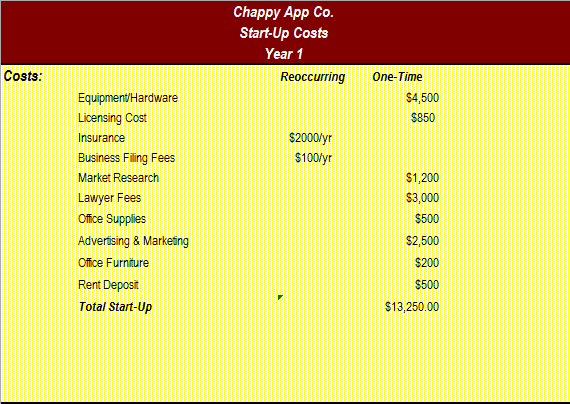 Chappy App Co.
Start-Up Costs
Year 1
Costs: Reoccurring One-Time
Equipment/Hardware $4,500
Licensing Cost $850
Insurance $2000/yr
Business Filing Fees $100/yr
Market Research $1,200
Lawyer Fees $3,000
Office Supplies $500
Advertising & Marketing $2,500
Office Furniture $200
Rent Deposit $500
Total Start-Up $13,250.00